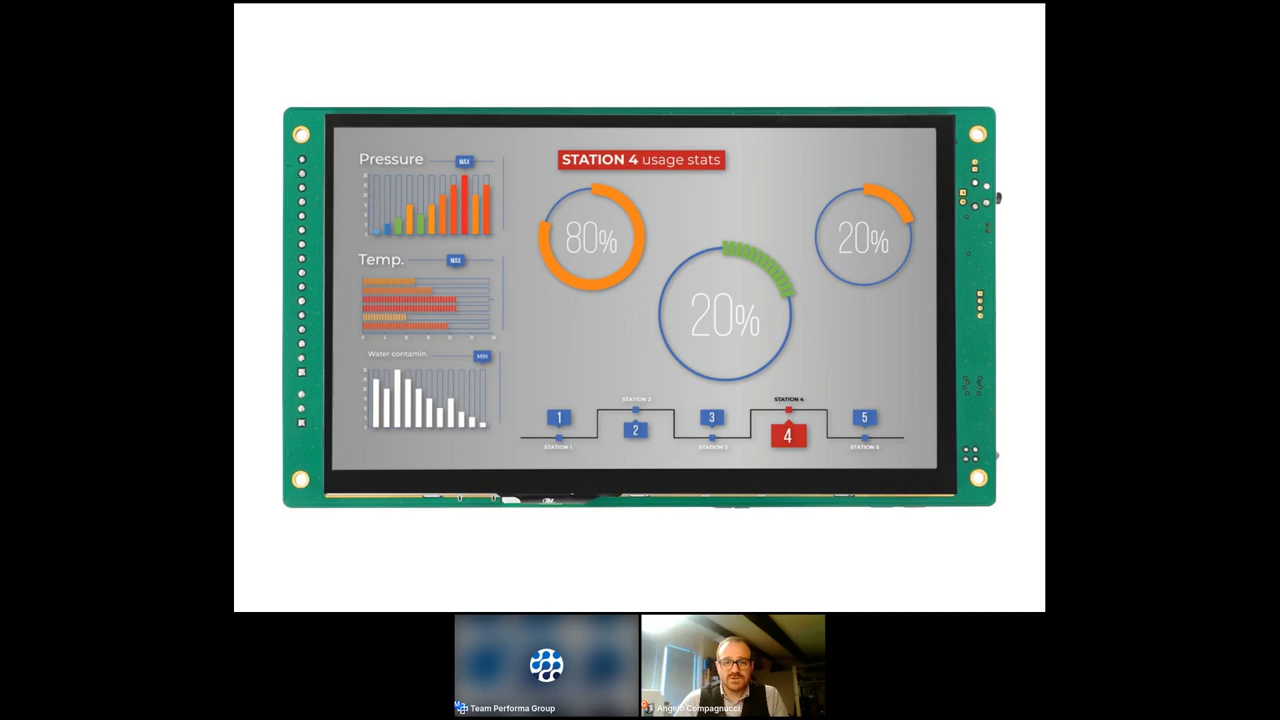 Pressure
MAX
STATION 4 usage stats
80%
20%
20%
Temp.
MAX
Water contamin.
MIN
STATION 2
STATION 4
1
3
5
2
4
STATION 1
STATION 3
STATION 5
Team Performa Group
Angelo Compagnucci